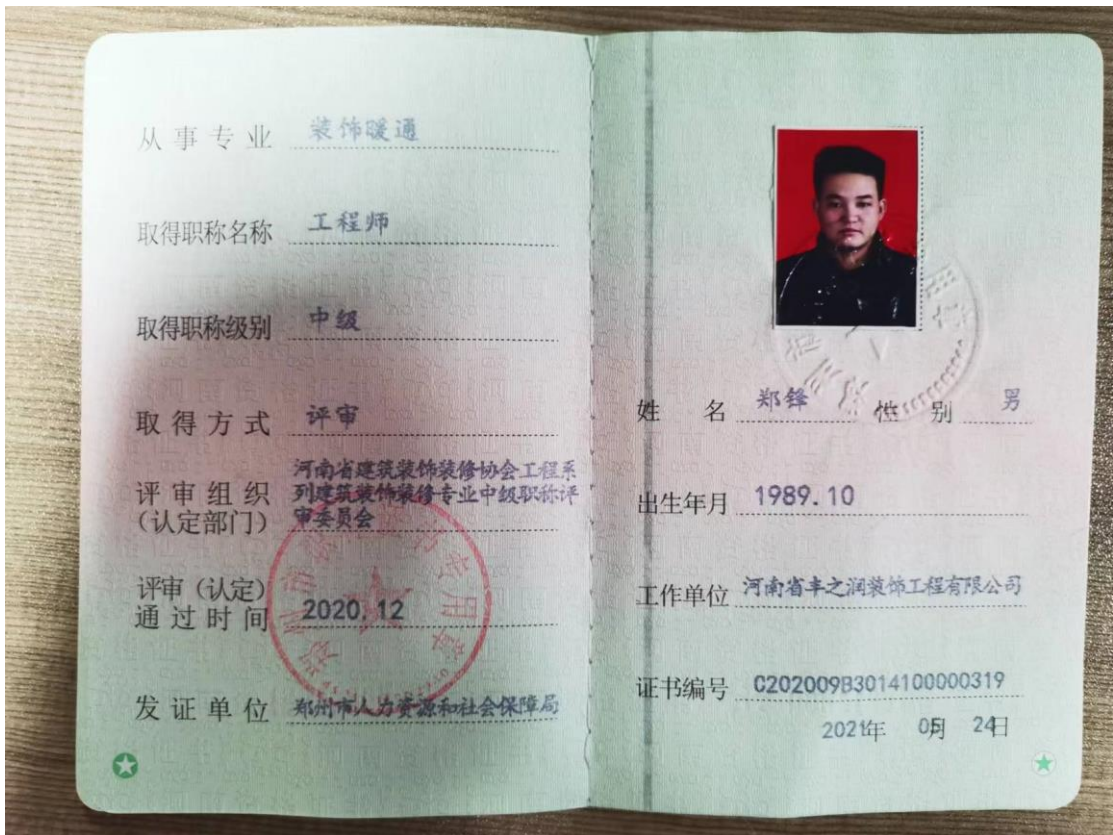 从事专业 装饰暖通
取得职称名称 工程师
取得职称级别 中级
取得方式 评审
评审组织
(认定部门)
河南省建筑装饰装修协会工程系
列建筑装饰装修专业中级职称评
审委员会
评审(认定)
通过时间
2020.12
发证单位 郑州市人力资源和社会保障局
姓名 郑锋 性别 男
出生年月 1989.10
工作单位 河南省丰之润装饰工程有限公司
证书编号 C202009B3014100000319
2021年 05月 24日